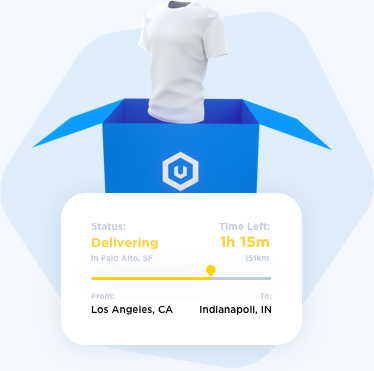 Status: Time Left:
Delivering 1h 15m
in Palo Alto, SF 151km
From: To:
Los Angeles, CA Indianapoli, IN